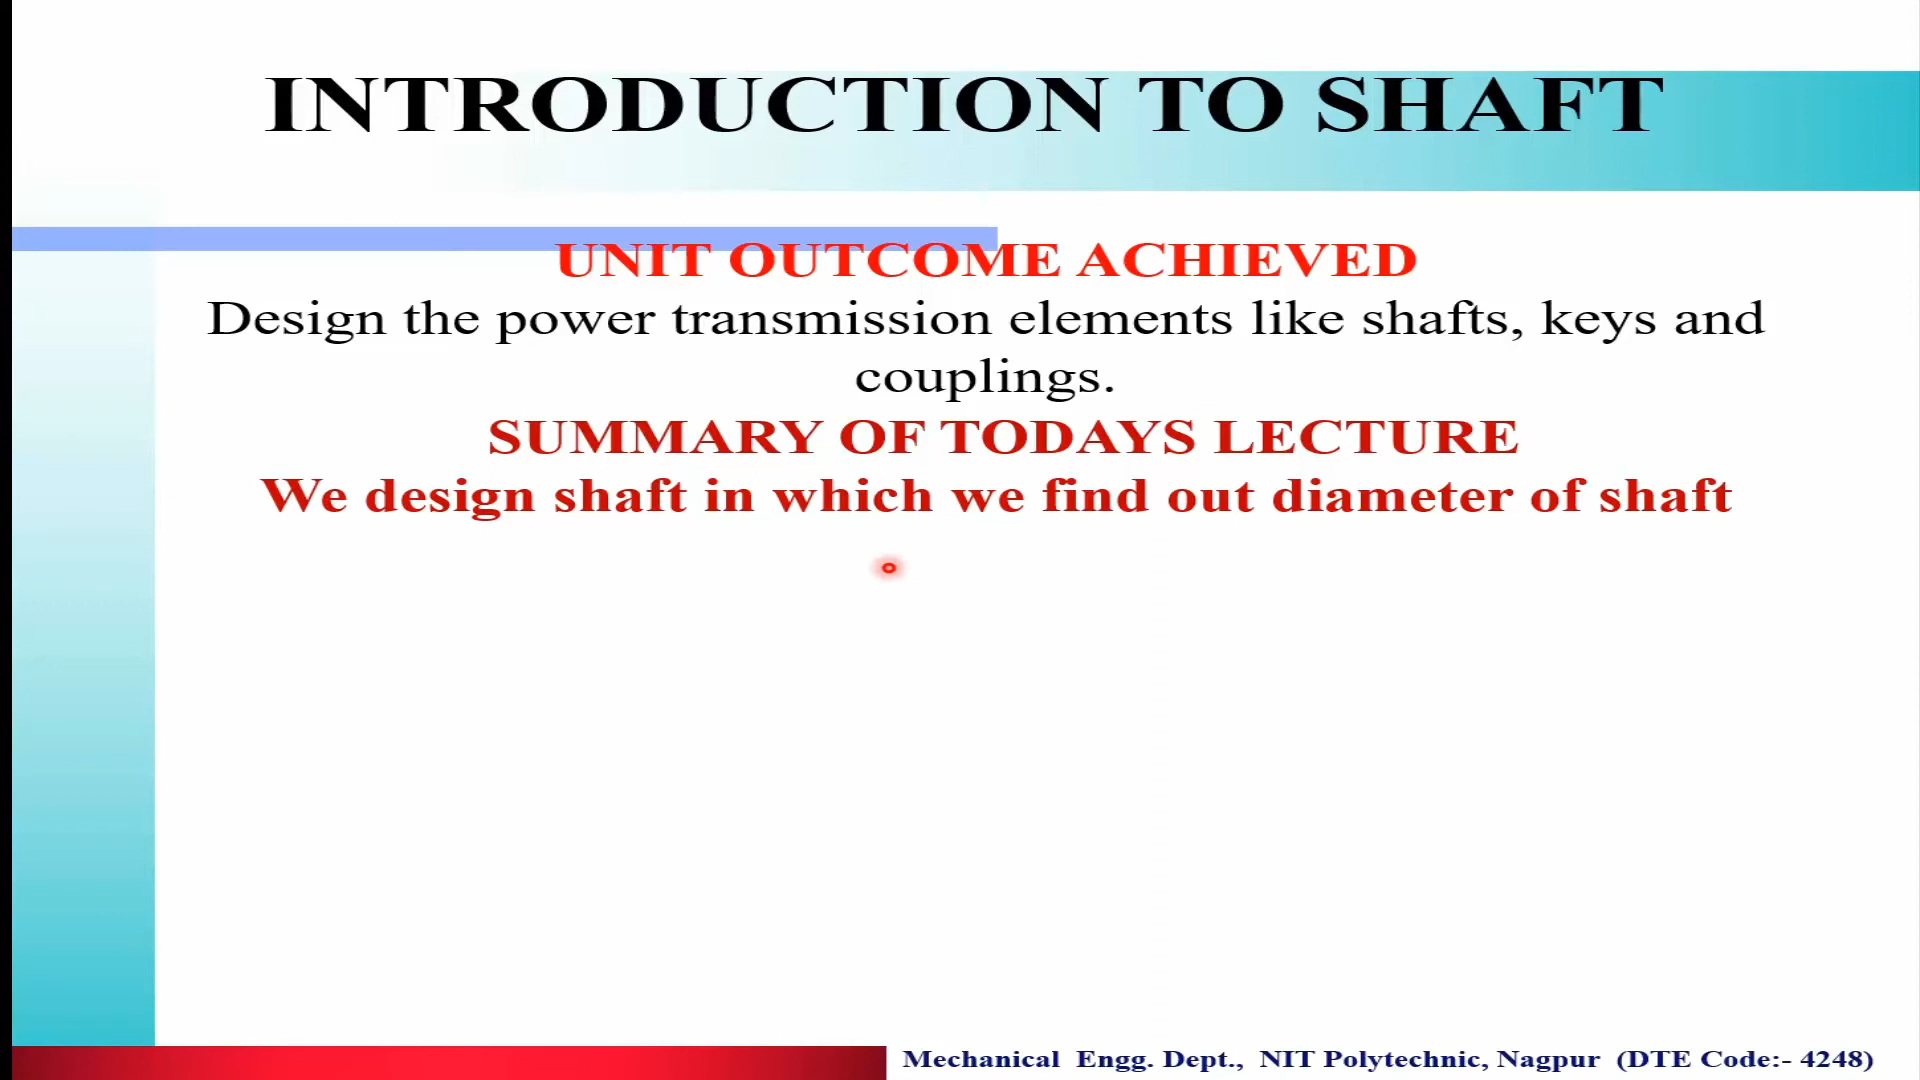 INTRODUCTION TO SHAFT
UNIT OUTCOME ACHIEVED
Design the power transmission elements like shafts, keys and
couplings.
SUMMARY OF TODAYS LECTURE
We design shaft in which we find out diameter of shaft
Mechanical Engg. Dept., NIT Polytechnic, Nagpur (DTE Code:- 4248)